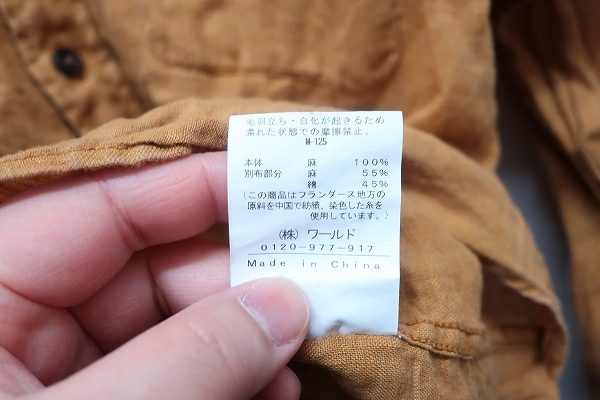 毛羽立ち・白化が起きるため
濡れた状態での摩擦禁止。
M-125
本体 麻 100%
別布部分 麻 55%
綿 45%
(この商品はフランダース地方の
原料を中国で紡績、染色した糸を
使用しています。)
(株)ワールド
0120-977-917
Made in China